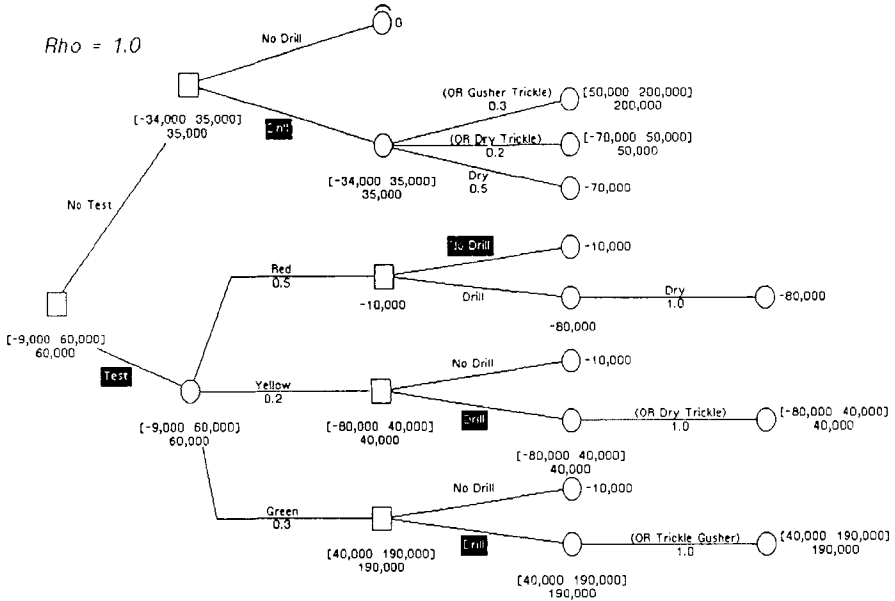 Rho = 1.0
No Drill
0
(OR Gusher Trickle)
0.3
[50,000 200,000]
200,000
[-34,000 35,000]
35,000
Drill
(OR Dry Trickle)
0.2
[-70,000 50,000]
50,000
[-34,000 35,000]
35,000
Dry
0.5
-70,000
No Test
No Drill
-10,000
Red
0.5
-10,000
Drill
-80,000
Dry
1.0
-80,000
[-9,000 60,000]
60,000
Test
No Drill
-10,000
Yellow
0.2
[-9,000 60,000]
60,000
[-80,000 40,000]
40,000
Drill
(OR Dry Trickle)
1.0
[-80,000 40,000]
40,000
[-80,000 40,000]
40,000
No Drill
-10,000
Green
0.3
[40,000 190,000]
190,000
Drill
(OR Trickle Gusher)
1.0
[40,000 190,000]
190,000
[40,000 190,000]
190,000